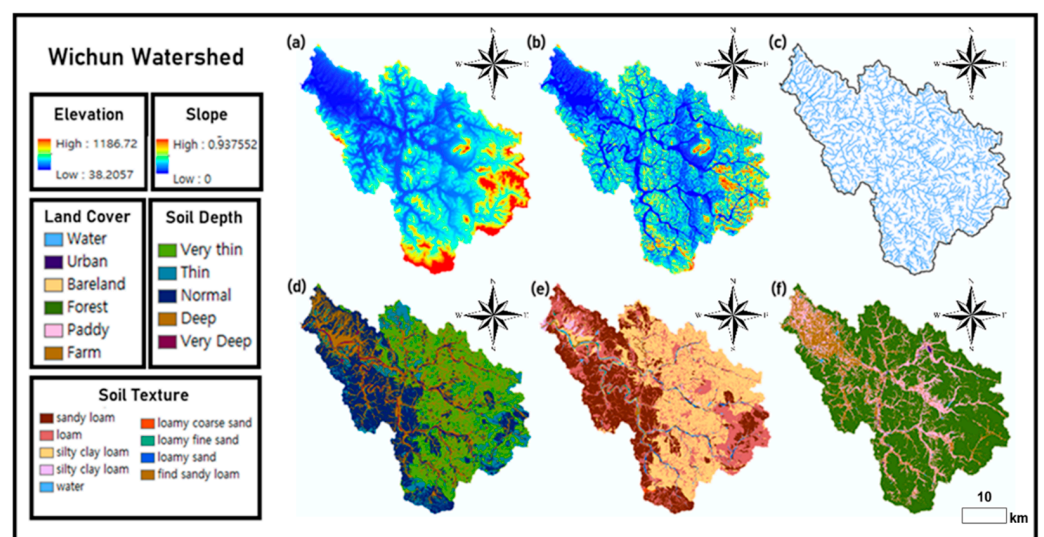 Wichun Watershed
Elevation
High : 1186.72
Low : 38.2057
Slope
High : 0.937552
Low : 0
Land Cover
Water
Urban
Bareland
Forest
Paddy
Farm
Soil Depth
Very thin
Thin
Normal
Deep
Very Deep
Soil Texture
sandy loam
loam
silty clay loam
silty clay loam
water
loamy coarse sand
loamy fine sand
loamy sand
find sandy loam
(a)
N
W E
S
(b)
N
W E
S
(c)
N
W E
S
(d)
N
W E
S
(e)
N
W E
S
(f)
N
W E
S
10
km